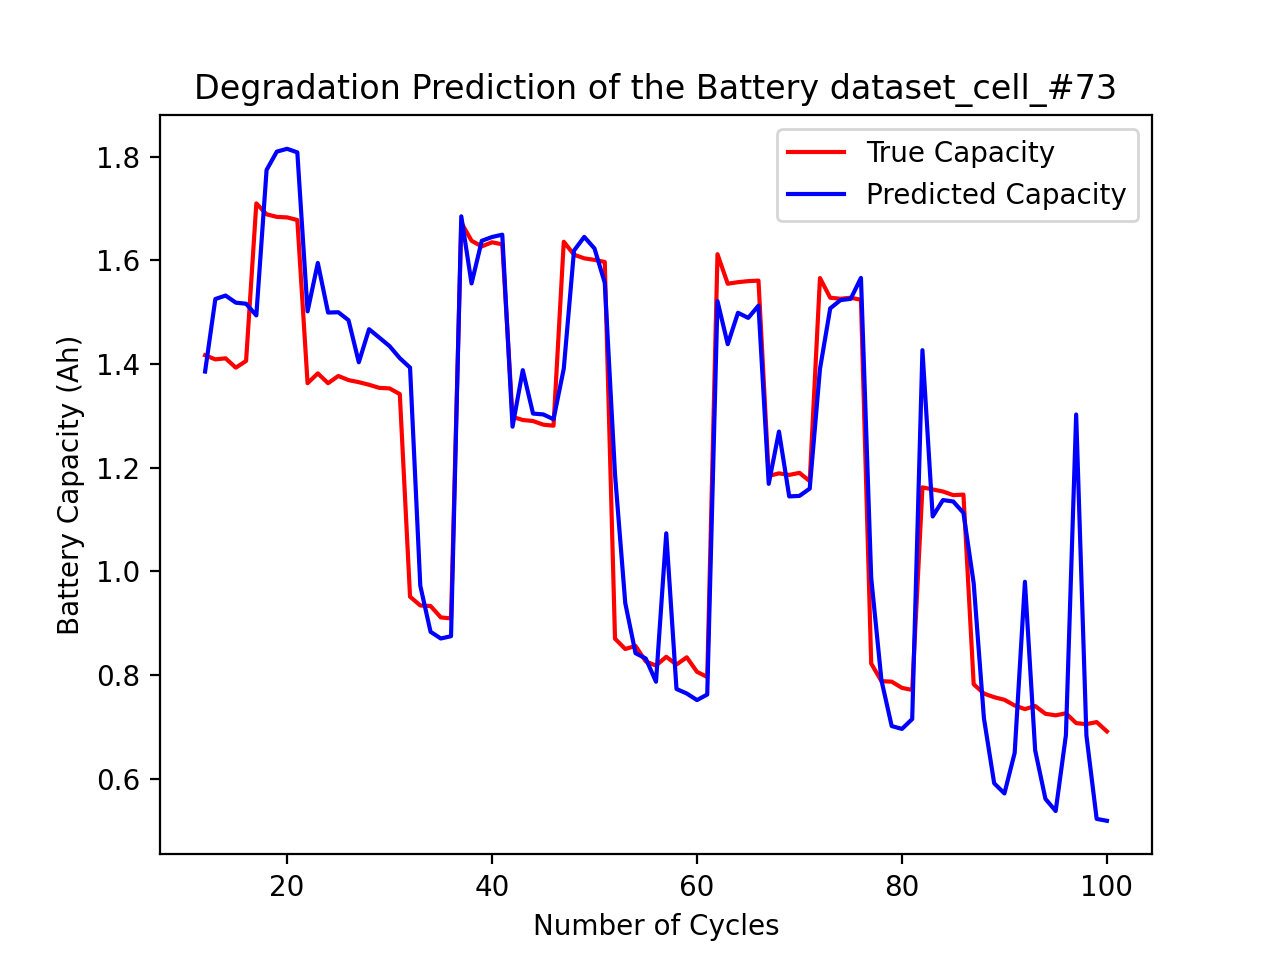 Degradation Prediction of the Battery dataset_cell_#73
True Capacity
Predicted Capacity
Battery Capacity (Ah)
1.8
1.6
1.4
1.2
1.0
0.8
0.6
20 40 60 80 100
Number of Cycles